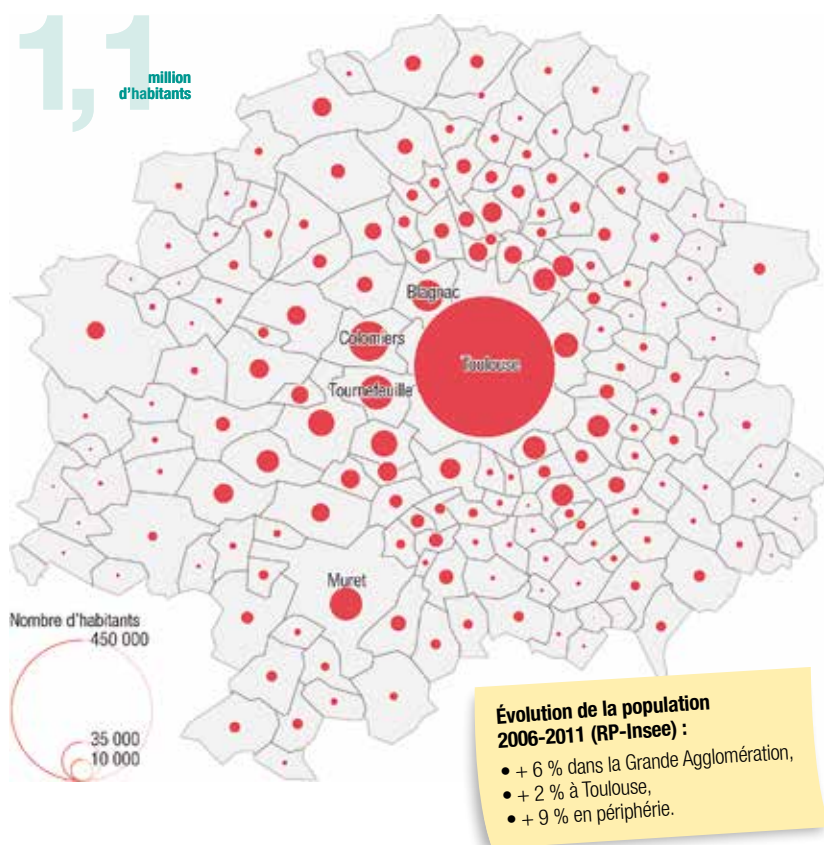 1,1
million
d'habitants
Blagnac
Colomiers
Toulouse
Tournefeuille
Muret
Nombre d'habitants
450 000
35 000
10 000
Évolution de la population
2006-2011 (RP-Insee) :
• + 6 % dans la Grande Agglomération,
• + 2 % à Toulouse,
• + 9 % en périphérie.